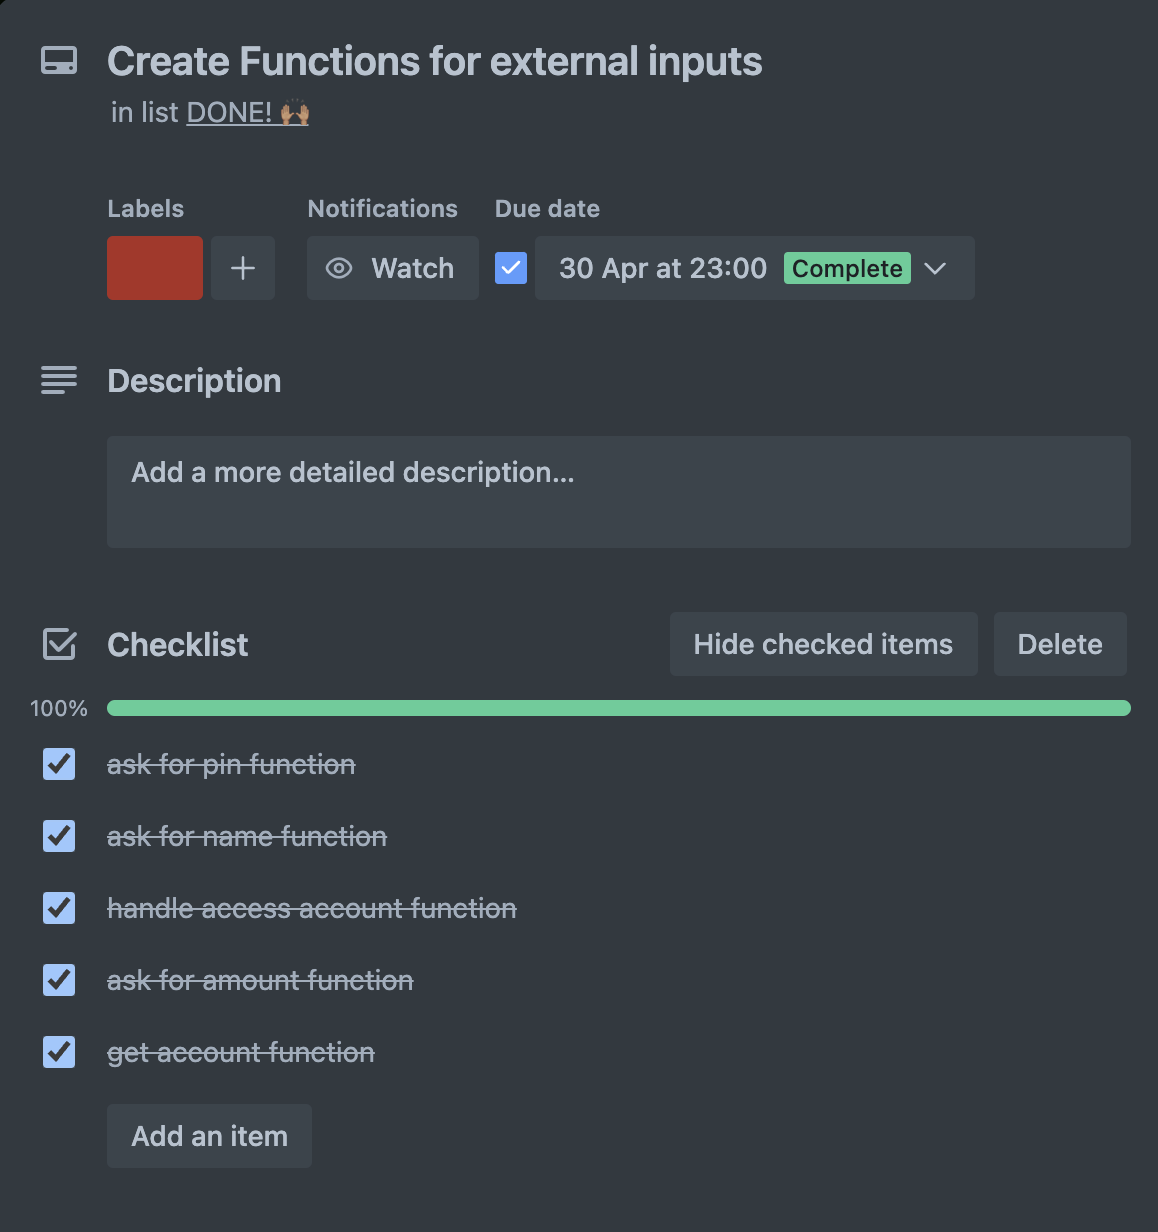 Create Functions for external inputs
in list DONE! 🙌🏽
Labels
Notifications
Due date
Watch
30 Apr at 23:00 Complete
Description
Add a more detailed description...
Checklist
Hide checked items
Delete
100%
ask for pin function
ask for name function
handle access account function
ask for amount function
get account function
Add an item